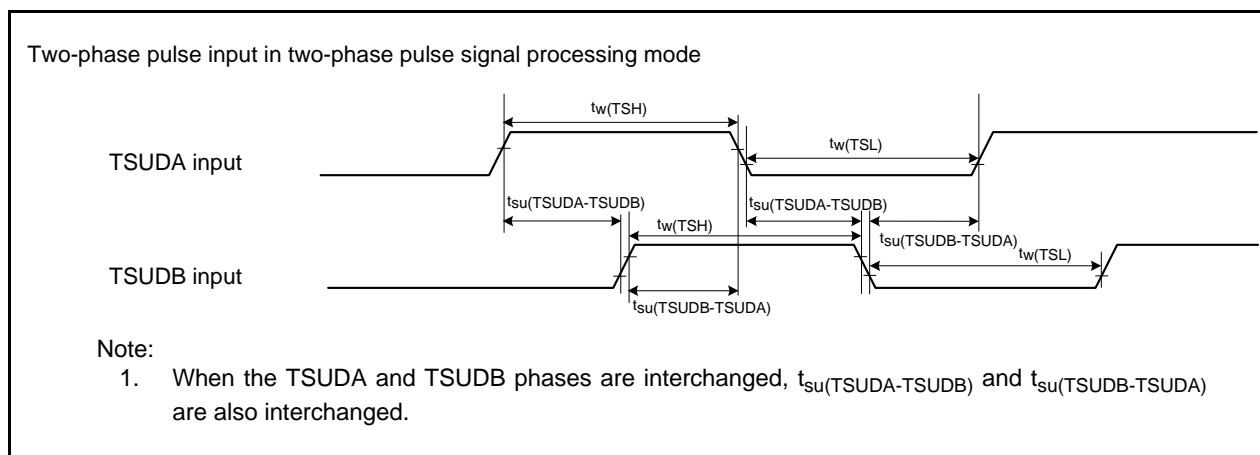 Two-phase pulse input in two-phase pulse signal processing mode
tw(TSH)
TSUDA input
tw(TSL)
tsu(TSUDA-TSUDB)
tsu(TSUDA-TSUDB)
tw(TSH)
tsu(TSUDB-TSUDA)
tw(TSL)
TSUDB input
tsu(TSUDB-TSUDA)
Note:
1. When the TSUDA and TSUDB phases are interchanged, tsu(TSUDA-TSUDB) and tsu(TSUDB-TSUDA)
are also interchanged.